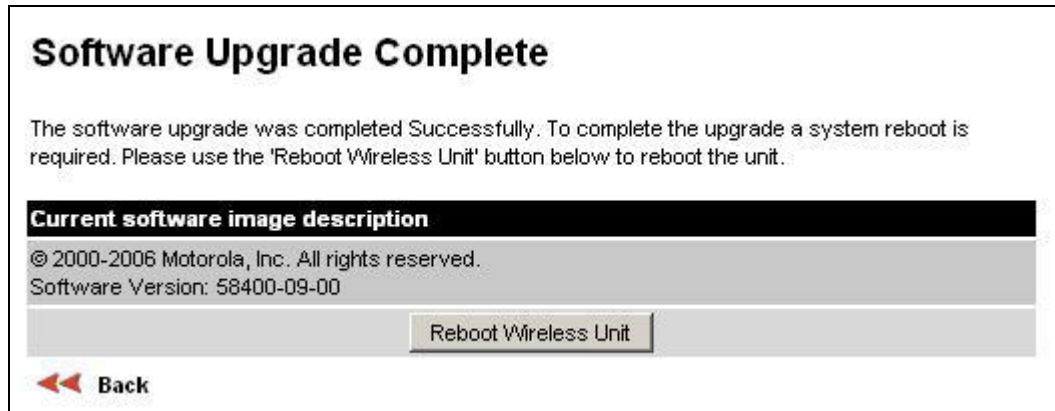 Software Upgrade Complete
The software upgrade was completed Successfully. To complete the upgrade a system reboot is
required. Please use the 'Reboot Wireless Unit' button below to reboot the unit.
Current software image description
© 2000-2006 Motorola, Inc. All rights reserved.
Software Version: 58400-09-00
Reboot Wireless Unit
Back